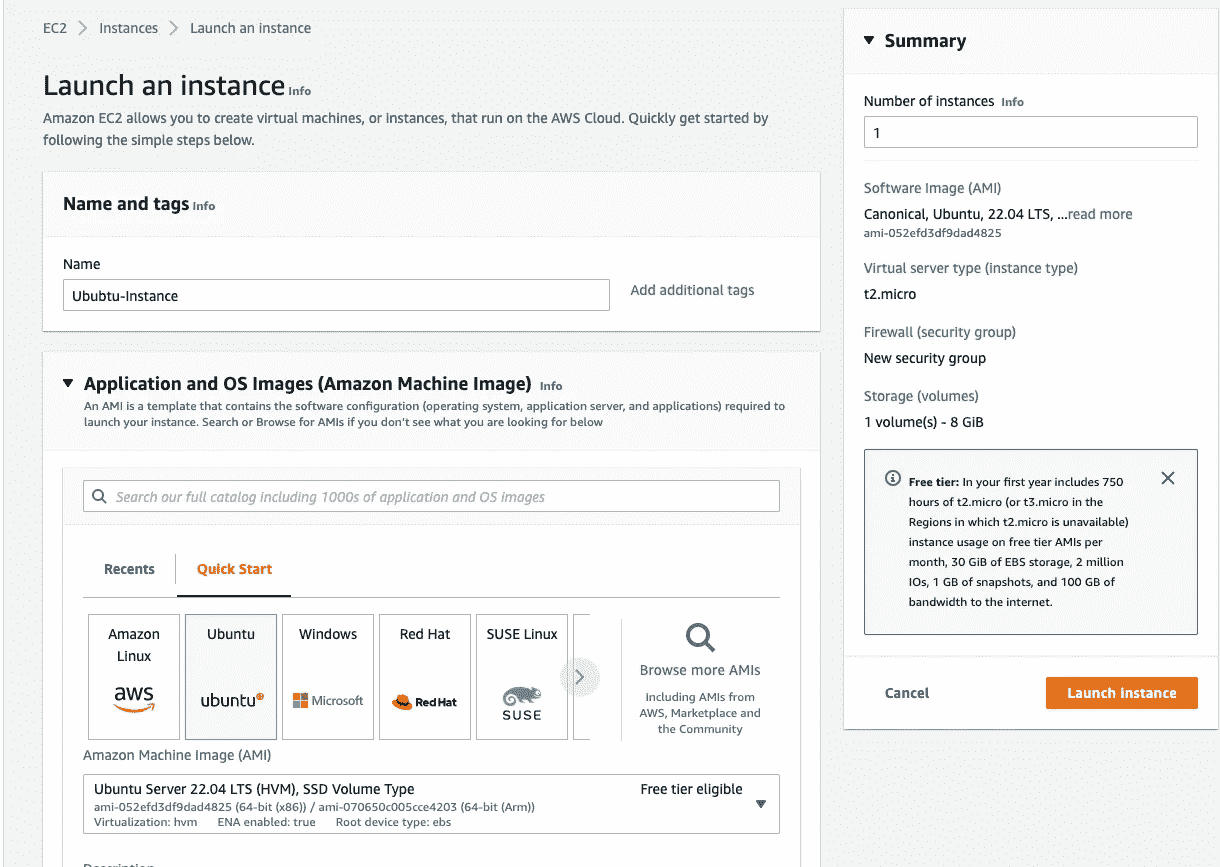 EC2 > Instances > Launch an instance
Launch an instance Info
Amazon EC2 allows you to create virtual machines, or instances, that run on the AWS Cloud. Quickly get started by
following the simple steps below.
Name and tags Info
Name
Ububtu-Instance
Add additional tags
Application and OS Images (Amazon Machine Image) Info
An AMI is a template that contains the software configuration (operating system, application server, and applications) required to
launch your instance. Search or Browse for AMIs if you don't see what you are looking for below
Search our full catalog including 1000s of application and OS images
Recents
Quick Start
Amazon
Linux
aws
Ubuntu
ubuntu
Windows
Microsoft
Red Hat
Red Hat
SUSE Linux
SUSE
Browse more AMIs
Including AMIs from
AWS, Marketplace and
the Community
Amazon Machine Image (AMI)
Ubuntu Server 22.04 LTS (HVM), SSD Volume Type
Free tier eligible
ami-052efd3df9dad4825 (64-bit (x86)) / ami-070650c005cce4203 (64-bit (Arm))
Virtualization: hvm ENA enabled: true Root device type: ebs
Summary
Number of instances Info
1
Software Image (AMI)
Canonical, Ubuntu, 22.04 LTS, ...read more
ami-052efd3df9dad4825
Virtual server type (instance type)
t2.micro
Firewall (security group)
New security group
Storage (volumes)
1 volume(s) - 8 GiB
Free tier: In your first year includes 750
hours of t2.micro (or t3.micro in the
Regions in which t2.micro is unavailable)
instance usage on free tier AMIs per
month, 30 GiB of EBS storage, 2 million
IOs, 1 GB of snapshots, and 100 GB of
bandwidth to the internet.
Cancel
Launch instance